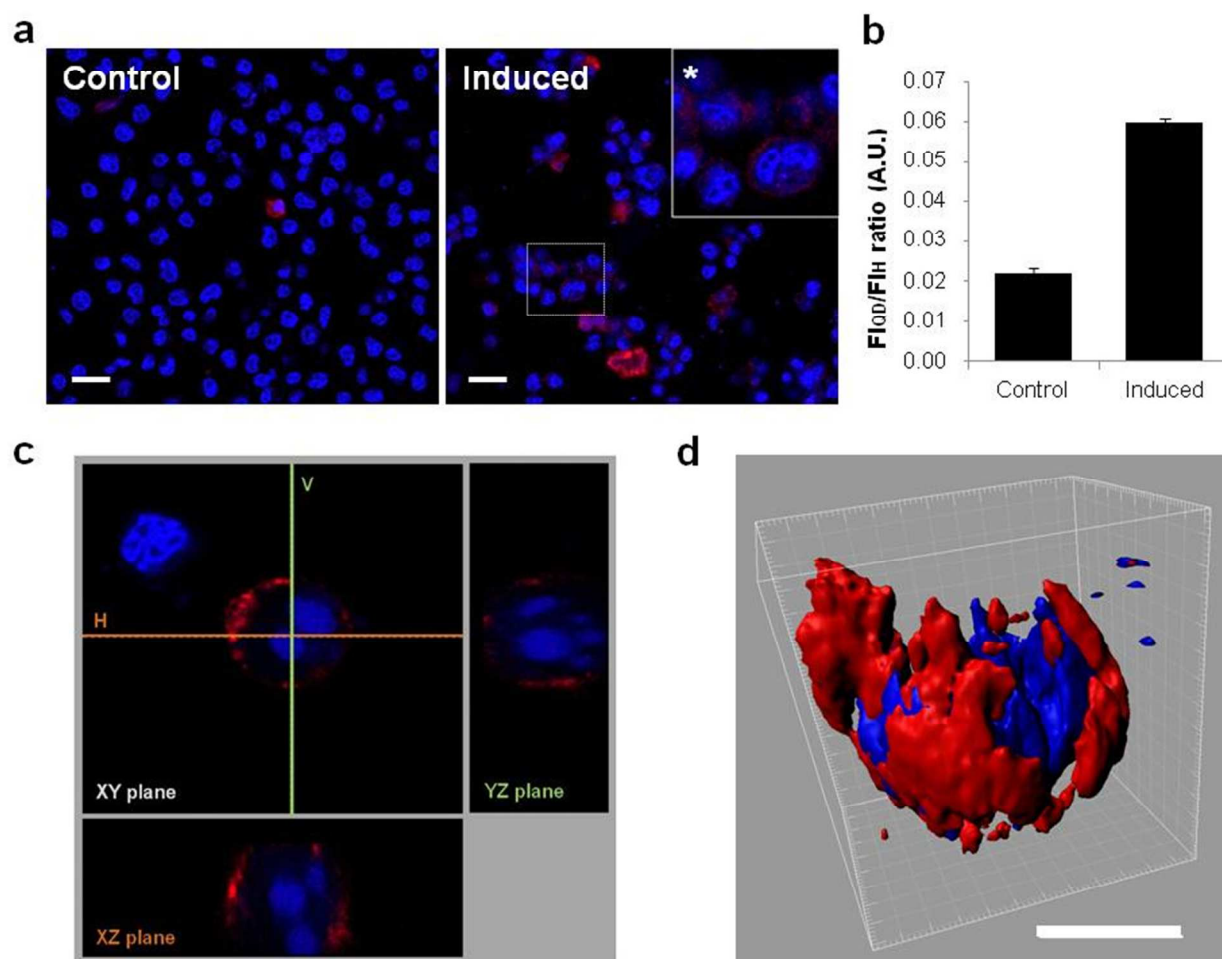 a
Control
Induced
*
b
0.07
0.06
0.05
0.04
0.03
0.02
0.01
0.00
FIQD/FIH ratio (A.U.)
Control
Induced
c
V
H
XY plane
YZ plane
XZ plane
d